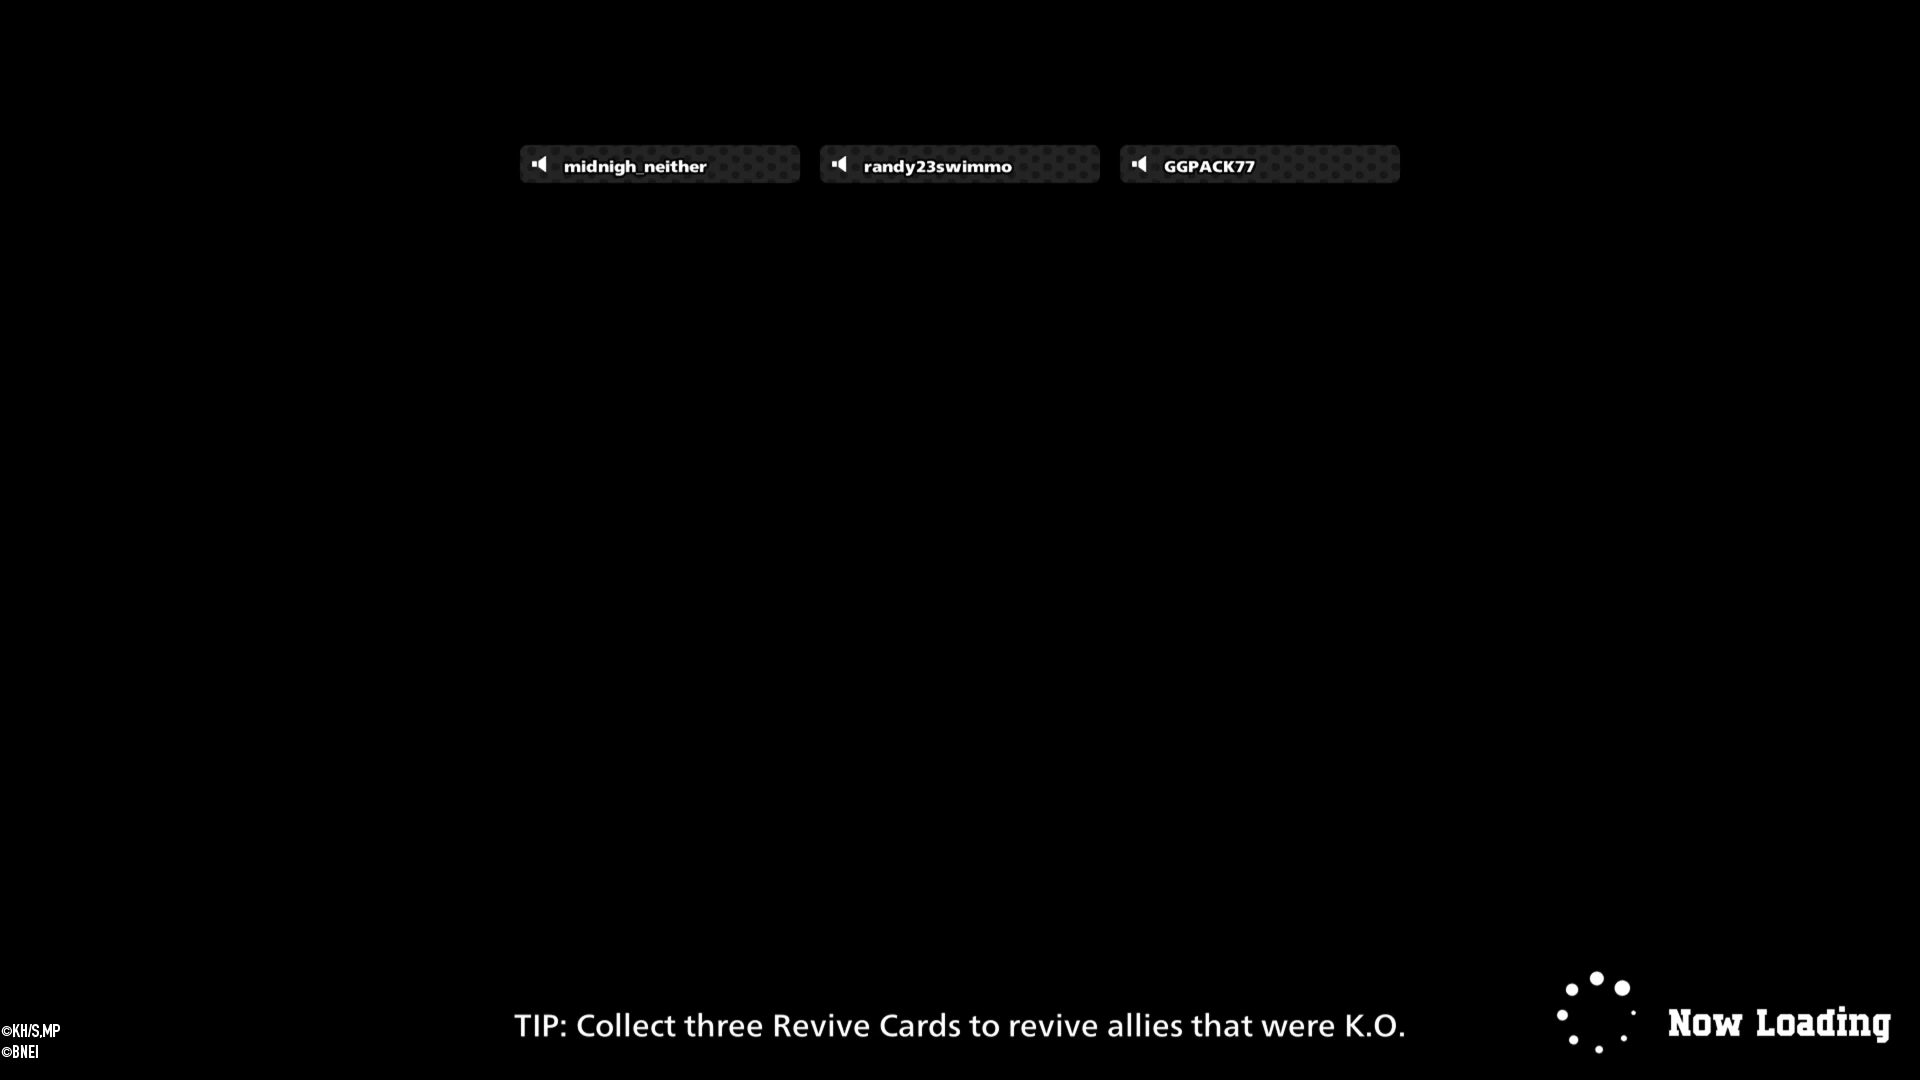 midnigh_neither
randy23swimmo
GGPACK77
TIP: Collect three Revive Cards to revive allies that were K.O.
Now Loading
©KH/S,MP
©BNEI